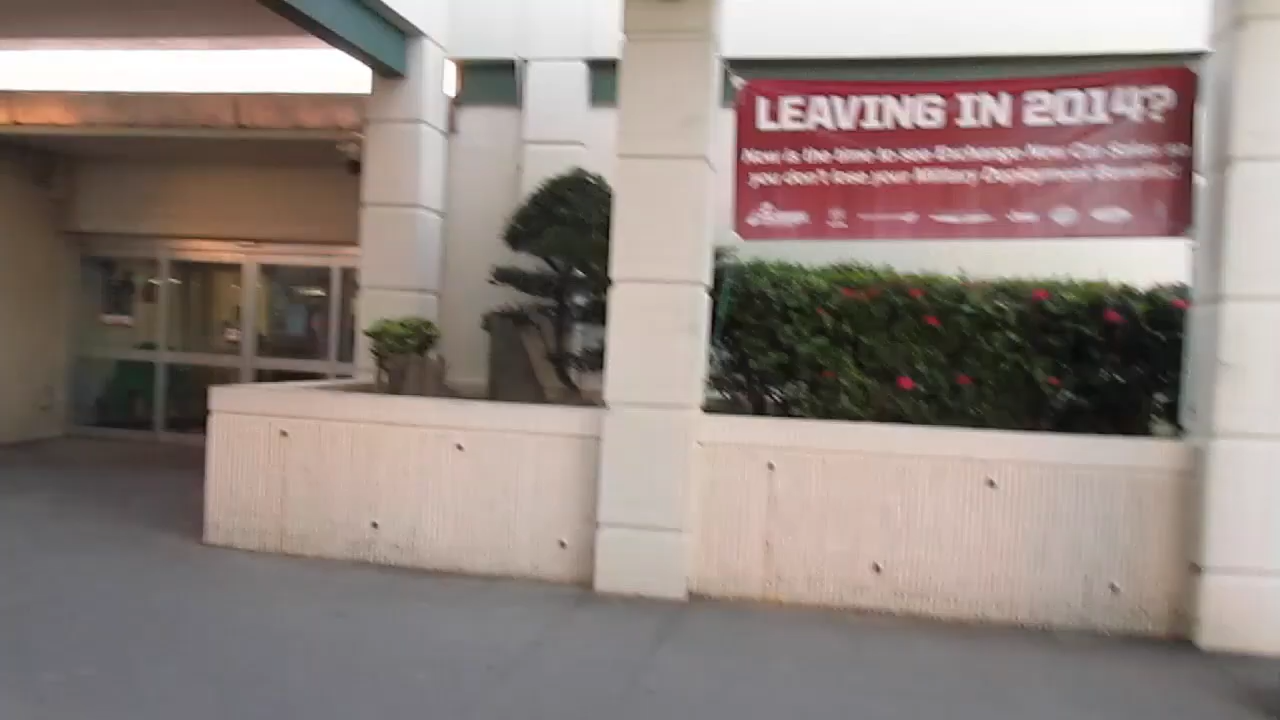 LEAVING IN 2014?
Now is the time to see Exchange New Car Sales so
you don't lose your Military Deployment Benefits!